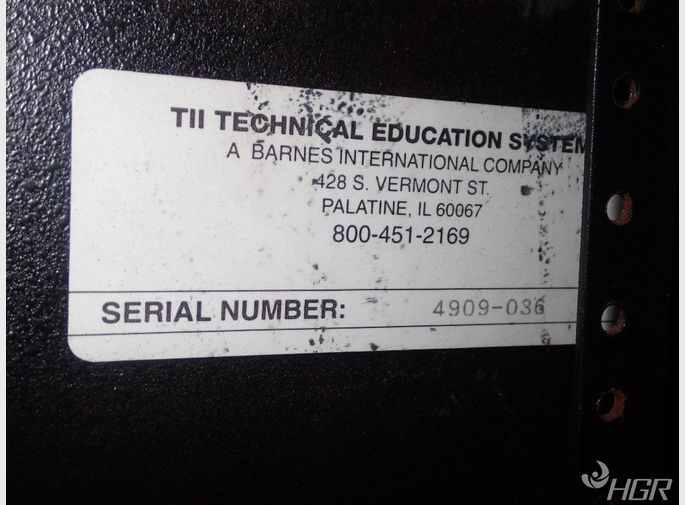 TII TECHNICAL EDUCATION SYSTEM
A BARNES INTERNATIONAL COMPANY
428 S. VERMONT ST.
PALATINE, IL 60067
800-451-2169
SERIAL NUMBER: 4909-036
HGR